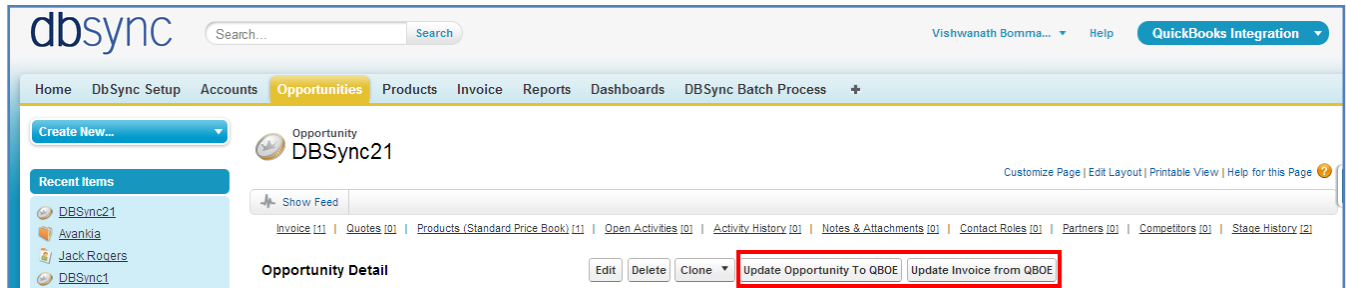 dbsync Search... Search Vishwanath Bomma... Help QuickBooks Integration
Home DbSync Setup Accounts Opportunities Products Invoice Reports Dashboards DBSync Batch Process +
Create New...
Opportunity
DBSync21
Customize Page | Edit Layout | Printable View | Help for this Page ?
Recent Items
Show Feed
DBSync21
Avankia
Jack Rogers
DBSync1
Invoice [1] | Quotes [0] | Products (Standard Price Book) [1] | Open Activities [0] | Activity History [0] | Notes & Attachments [0] | Contact Roles [0] | Partners [0] | Competitors [0] | Stage History [2]
Opportunity Detail Edit Delete Clone Update Opportunity To QBOE Update Invoice from QBOE